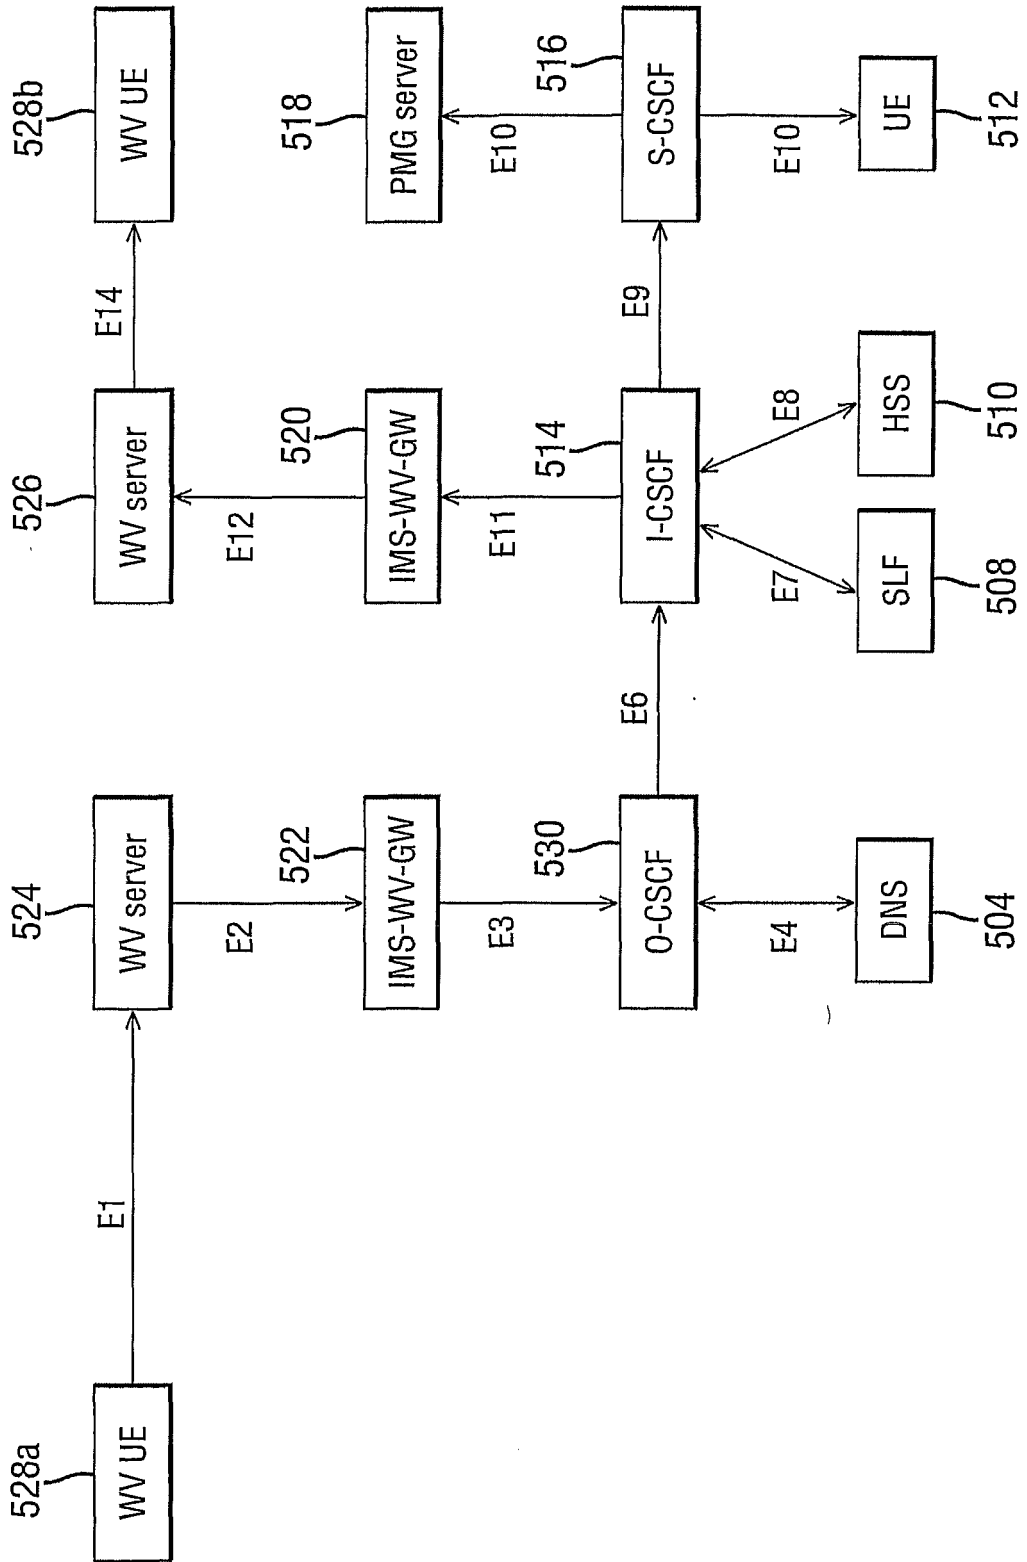 528a
WV UE
E1
524
WV server
526
WV server
E14
528b
WV UE
E2
E12
522
IMS-WV-GW
520
IMS-WV-GW
518
PMG server
E3
E11
E10
530
O-CSCF
E6
514
I-CSCF
E9
516
S-CSCF
E4
E7
E8
E10
DNS
504
SLF
508
HSS
510
UE
512